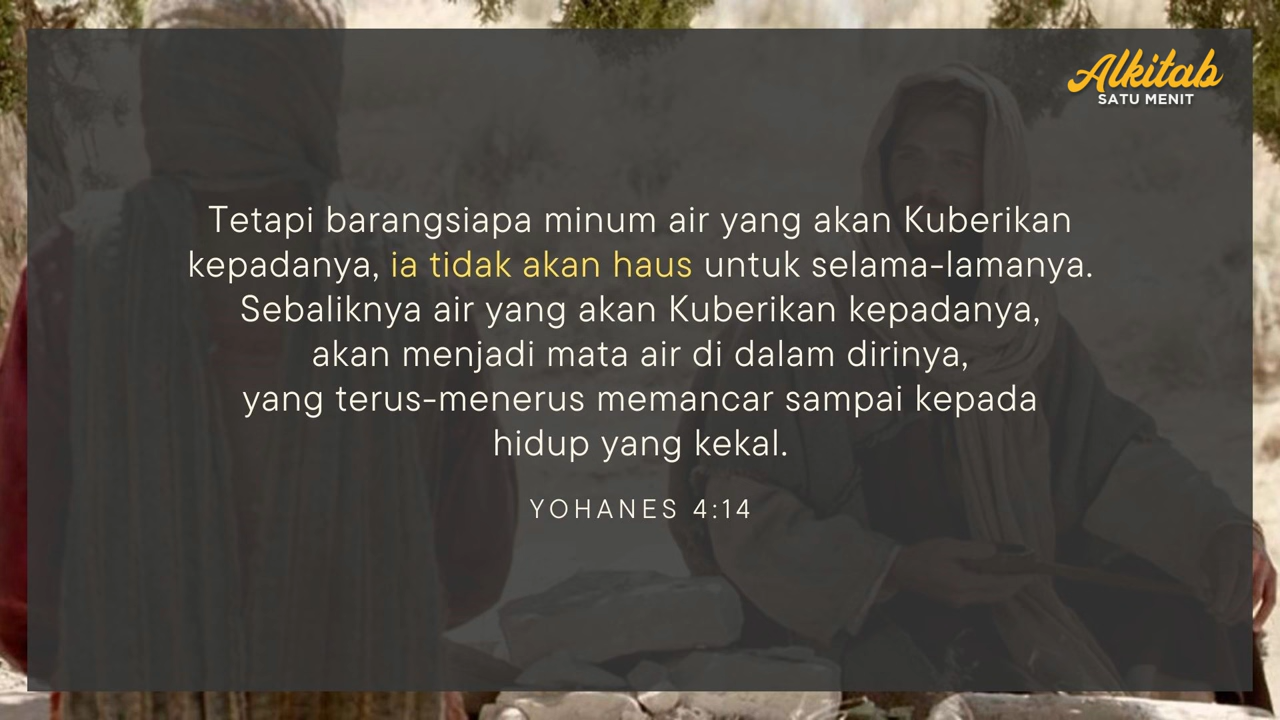 Alkitab
SATU MENIT
Tetapi barangsiapa minum air yang akan Kuberikan
kepadanya, ia tidak akan haus untuk selama-lamanya.
Sebaliknya air yang akan Kuberikan kepadanya,
akan menjadi mata air di dalam dirinya,
yang terus-menerus memancar sampai kepada
hidup yang kekal.
YOHANES 4:14